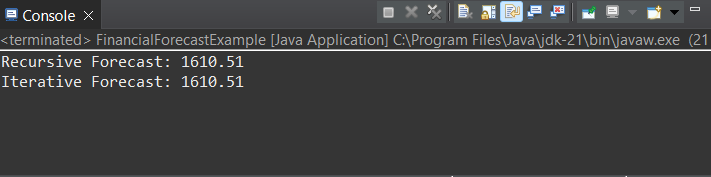 Console
<terminated> FinancialForecastExample [Java Application] C:\Program Files\Java\jdk-21\bin\javaw.exe (21
Recursive Forecast: 1610.51
Iterative Forecast: 1610.51